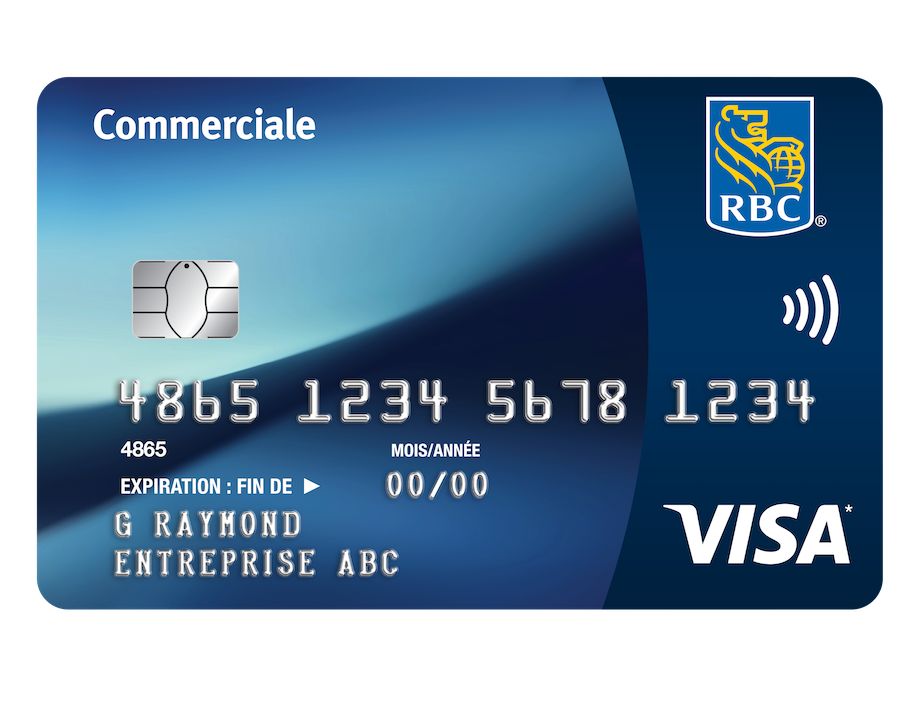 Commerciale
RBC®
4865 1234 5678 1234
4865
MOIS/ANNÉE
EXPIRATION : FIN DE ► 00/00
G RAYMOND
ENTREPRISE ABC
VISA*